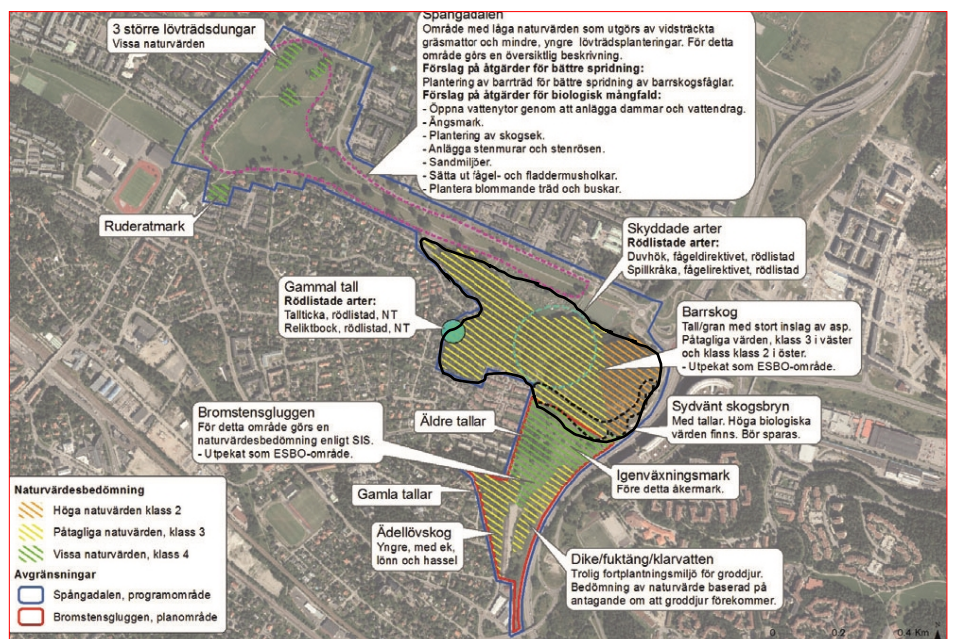 3 större lövträdsdungar
Vissa naturvärden
Spångadalen
Område med låga naturvärden som utgörs av vidsträckta
gräsmattor och mindre, yngre lövträdsplanteringar. För detta
område görs en översiktlig beskrivning.
Förslag på åtgärder för bättre spridning:
Plantering av barrträd för bättre spridning av barrskogsfåglar.
Förslag på åtgärder för biologisk mångfald:
- Öppna vattenytor genom att anlägga dammar och vattendrag.
- Ängsmark.
- Plantering av skogsek.
- Anlägga stenmurar och stenrösen.
- Sandmiljöer.
- Sätta ut fågel- och fladdermusholkar.
- Plantera blommande träd och buskar.
Ruderatmark
Skyddade arter
Rödlistade arter:
Duvhök, fågeldirektivet, rödlistad
Spillkråka, fågelirektivet, rödlistad
Gammal tall
Rödlistade arter:
Tallticka, rödlistad, NT
Reliktbock, rödlistad, NT
Barrskog
Tall/gran med stort inslag av asp.
Påtagliga värden, klass 3 i väster
och klass klass 2 i öster.
- Utpekat som ESBO-område.
Bromstensgluggen
För detta område görs en
naturvärdesbedömning enligt SIS.
- Utpekat som ESBO-område.
Äldre tallar
Sydvänt skogsbryn
Med tallar. Höga biologiska
värden finns. Bör sparas.
Igenväxningsmark
Före detta åkermark.
Gamla tallar
Ädellövskog
Yngre, med ek,
lönn och hassel
Dike/fuktäng/klarvatten
Trolig fortplantningsmiljö för groddjur.
Bedömning av naturvärde baserad på
antagande om att groddjur förekommer.
Naturvärdesbedömning
Höga natuvärden klass 2
Påtagliga natuvärden, klass 3
Vissa naturvärden, klass 4
Avgränsningar
Spångadalen, programområde
Bromstensgluggen, planområde
0 0.2 0.4 Km